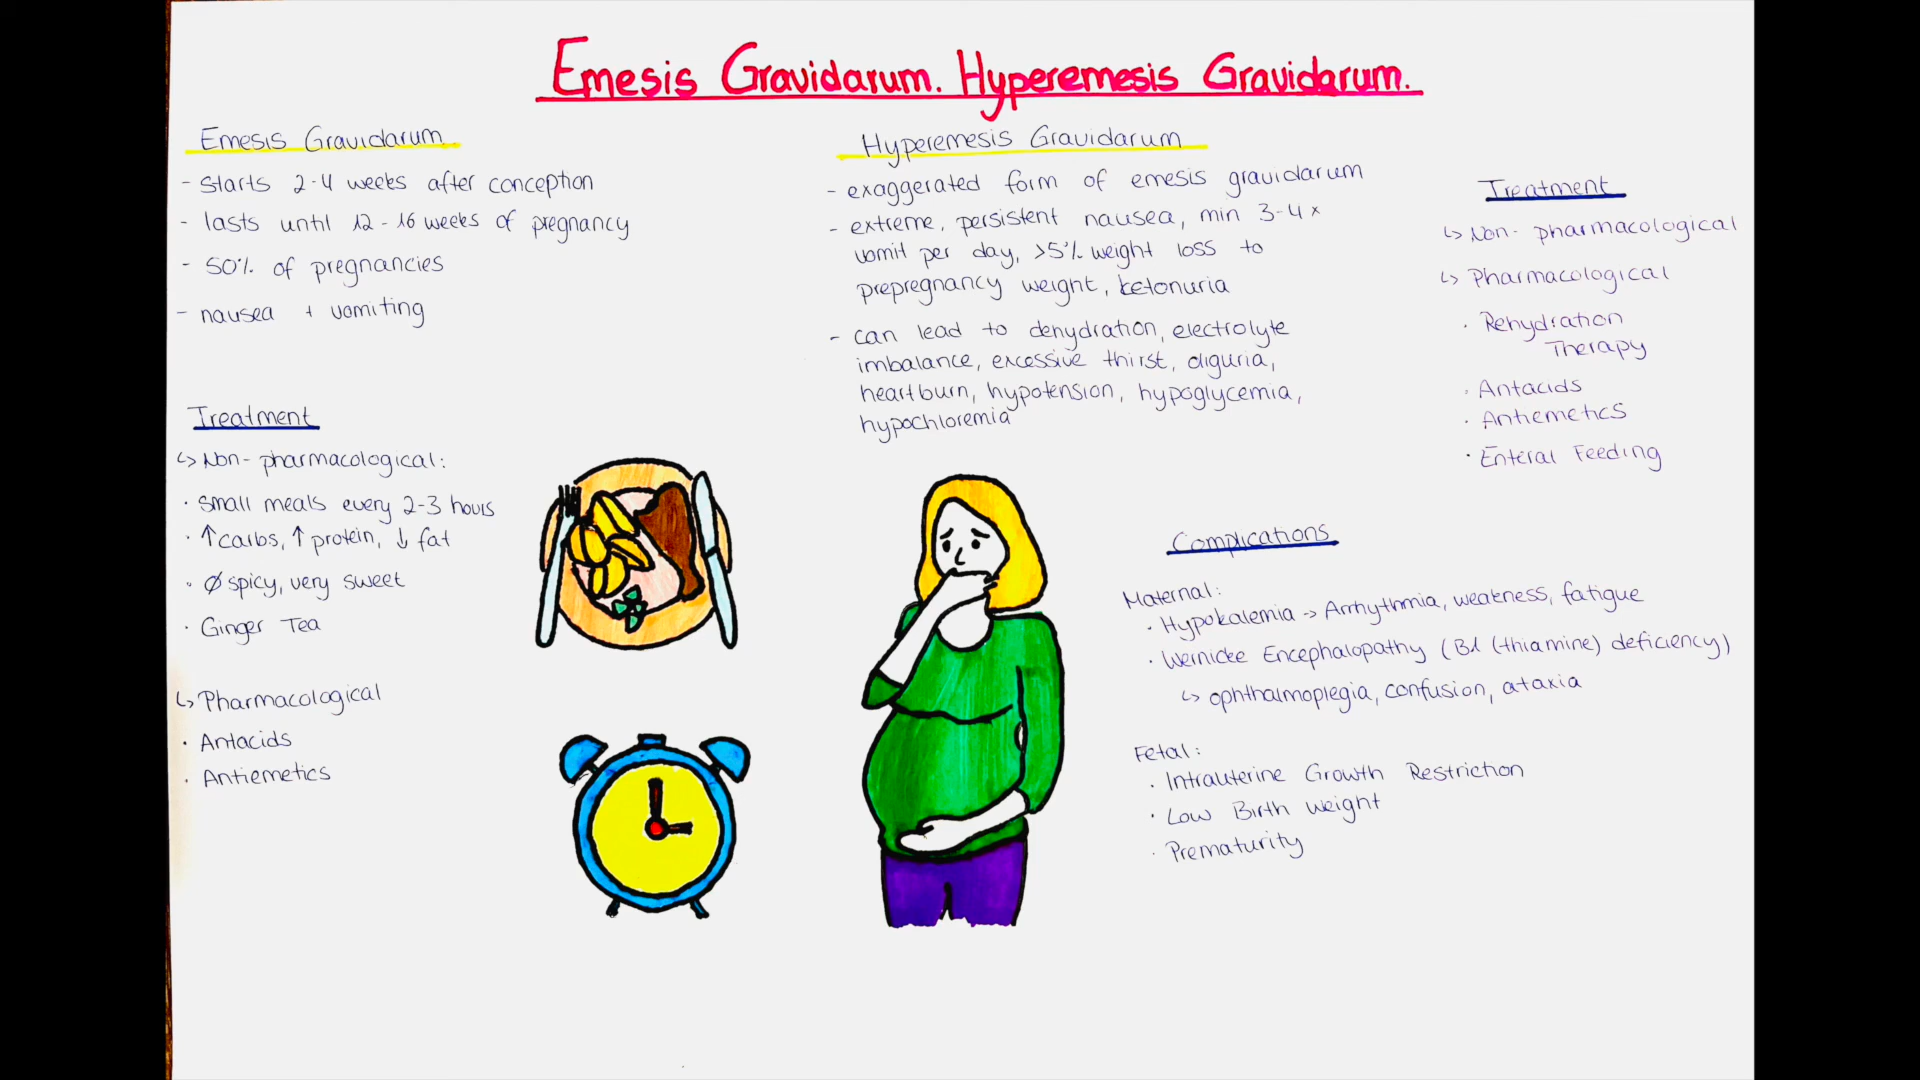 Emesis Gravidarum. Hyperemesis Gravidarum.
Emesis Gravidarum
- starts 2-4 weeks after conception
- lasts until 12-16 weeks of pregnancy
- 50% of pregnancies
- nausea + vomiting
Treatment
↳ Non-pharmacological:
· small meals every 2-3 hours
· ↑ carbs, ↑ protein, ↓ fat
· Ø spicy, very sweet
· Ginger Tea
↳ Pharmacological
· Antacids
· Antiemetics
Hyperemesis Gravidarum
- exaggerated form of emesis gravidarum
- extreme, persistent nausea, min 3-4 x
vomit per day, >5% weight loss to
prepregnancy weight, ketonuria
- can lead to dehydration, electrolyte
imbalance, excessive thirst, oliguria,
heartburn, hypotension, hypoglycemia,
hypochloremia
Treatment
↳ Non-pharmacological
↳ Pharmacological
· Rehydration
Therapy
· Antacids
· Antiemetics
· Enteral Feeding
Complications
Maternal:
· Hypokalemia -> Arrhythmia, weakness, fatigue
· Wernicke Encephalopathy (B1 (thiamine) deficiency)
↳ ophthalmoplegia, confusion, ataxia
Fetal:
· Intrauterine Growth Restriction
· Low Birth Weight
· Prematurity